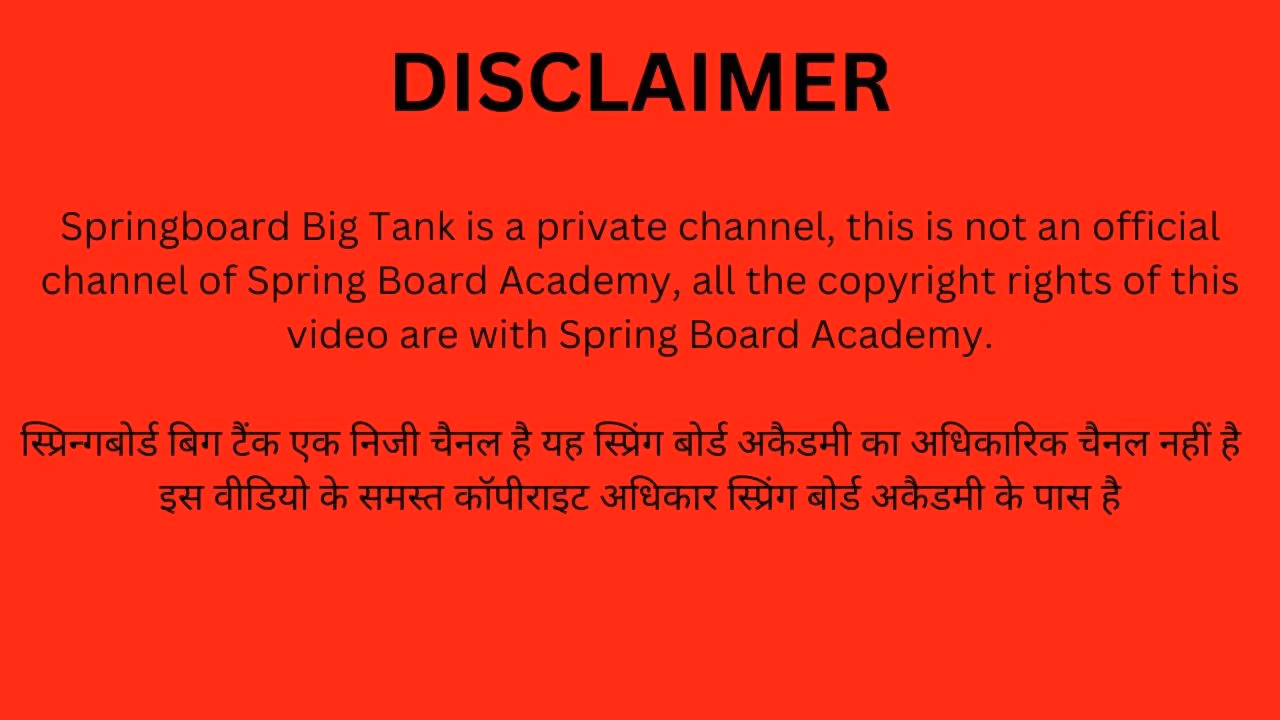 DISCLAIMER
Springboard Big Tank is a private channel, this is not an official
channel of Spring Board Academy, all the copyright rights of this
video are with Spring Board Academy.
स्प्रिन्गबोर्ड बिग टैंक एक निजी चैनल है यह स्प्रिंग बोर्ड अकैडमी का अधिकारिक चैनल नहीं है
इस वीडियो के समस्त कॉपीराइट अधिकार स्प्रिंग बोर्ड अकैडमी के पास है